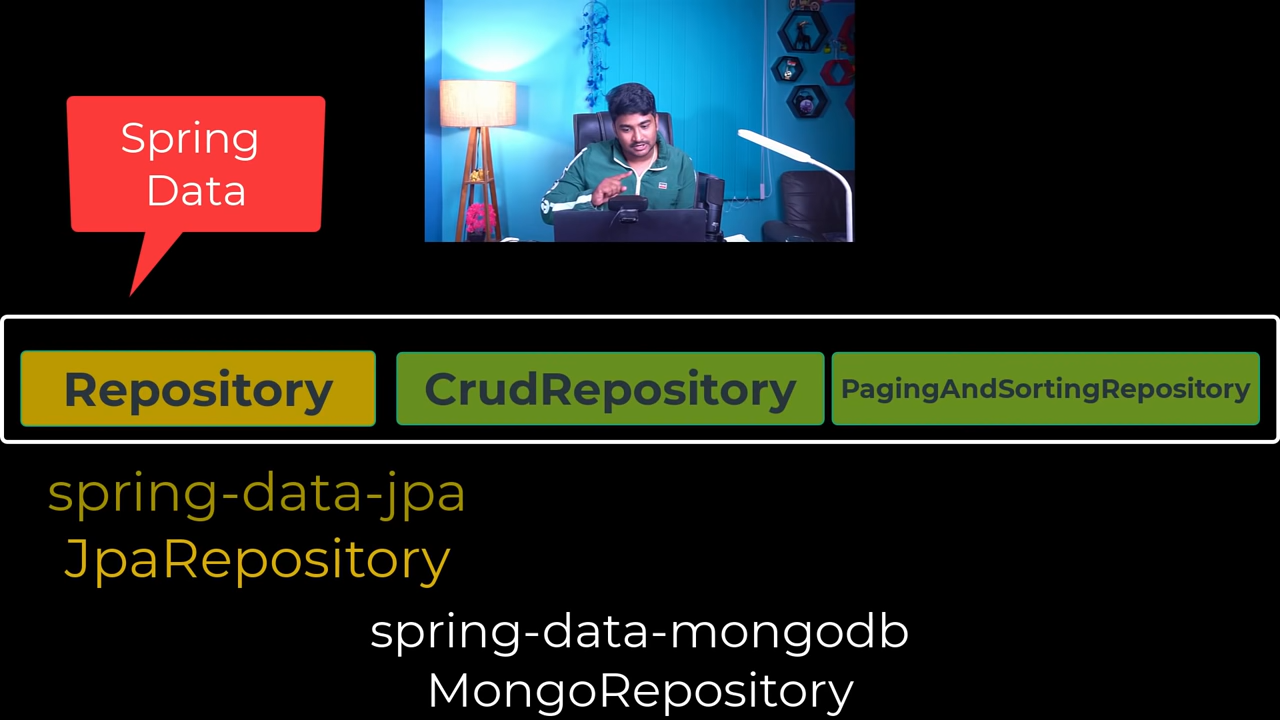 Spring
Data
Repository
CrudRepository
PagingAndSortingRepository
spring-data-jpa
JpaRepository
spring-data-mongodb
MongoRepository